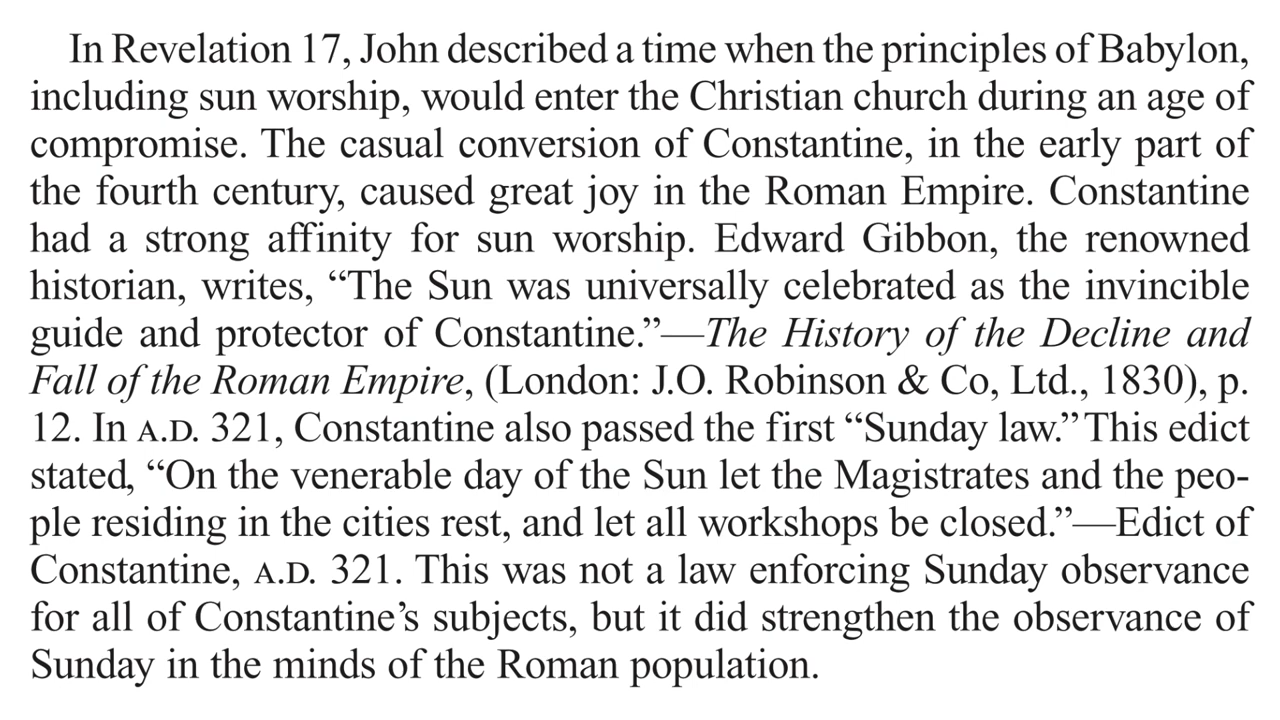 In Revelation 17, John described a time when the principles of Babylon,
including sun worship, would enter the Christian church during an age of
compromise. The casual conversion of Constantine, in the early part of
the fourth century, caused great joy in the Roman Empire. Constantine
had a strong affinity for sun worship. Edward Gibbon, the renowned
historian, writes, “The Sun was universally celebrated as the invincible
guide and protector of Constantine.”—The History of the Decline and
Fall of the Roman Empire, (London: J.O. Robinson & Co, Ltd., 1830), p.
12. In A.D. 321, Constantine also passed the first “Sunday law.” This edict
stated, “On the venerable day of the Sun let the Magistrates and the peo-
ple residing in the cities rest, and let all workshops be closed.”—Edict of
Constantine, A.D. 321. This was not a law enforcing Sunday observance
for all of Constantine’s subjects, but it did strengthen the observance of
Sunday in the minds of the Roman population.